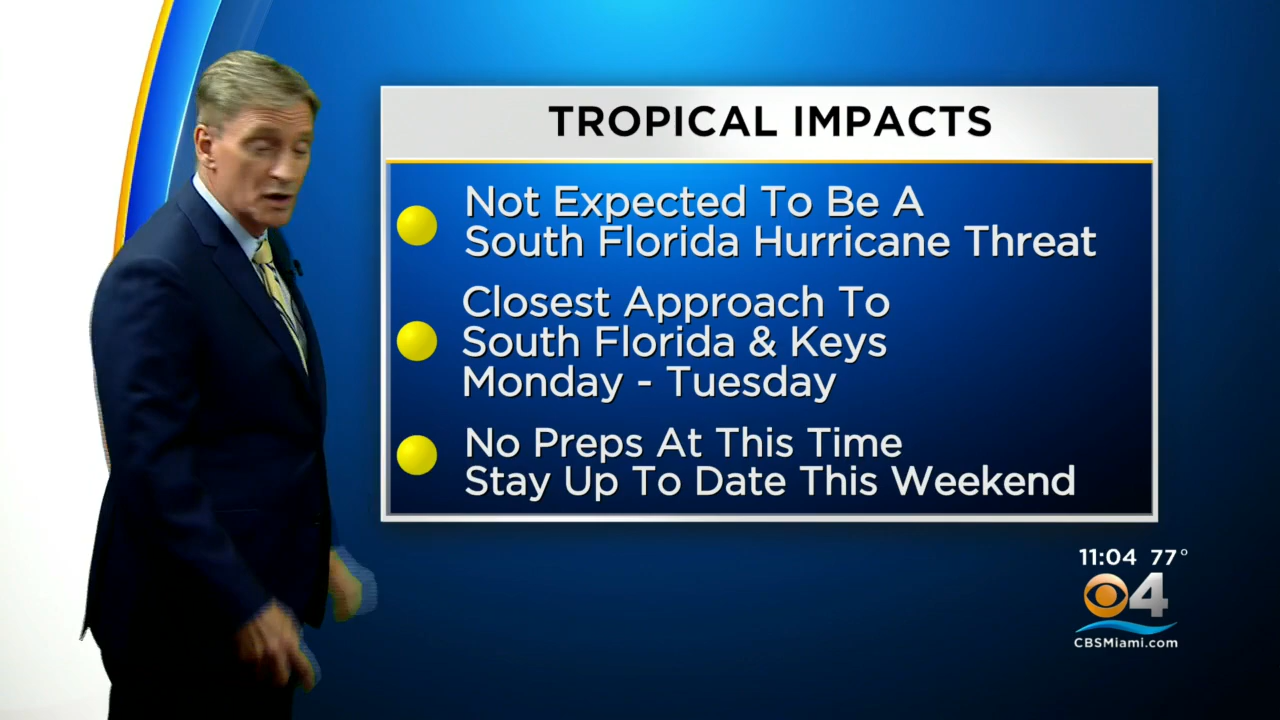 TROPICAL IMPACTS
Not Expected To Be A
South Florida Hurricane Threat
Closest Approach To
South Florida & Keys
Monday - Tuesday
No Preps At This Time
Stay Up To Date This Weekend
11:04 77°
4
CBSMiami.com